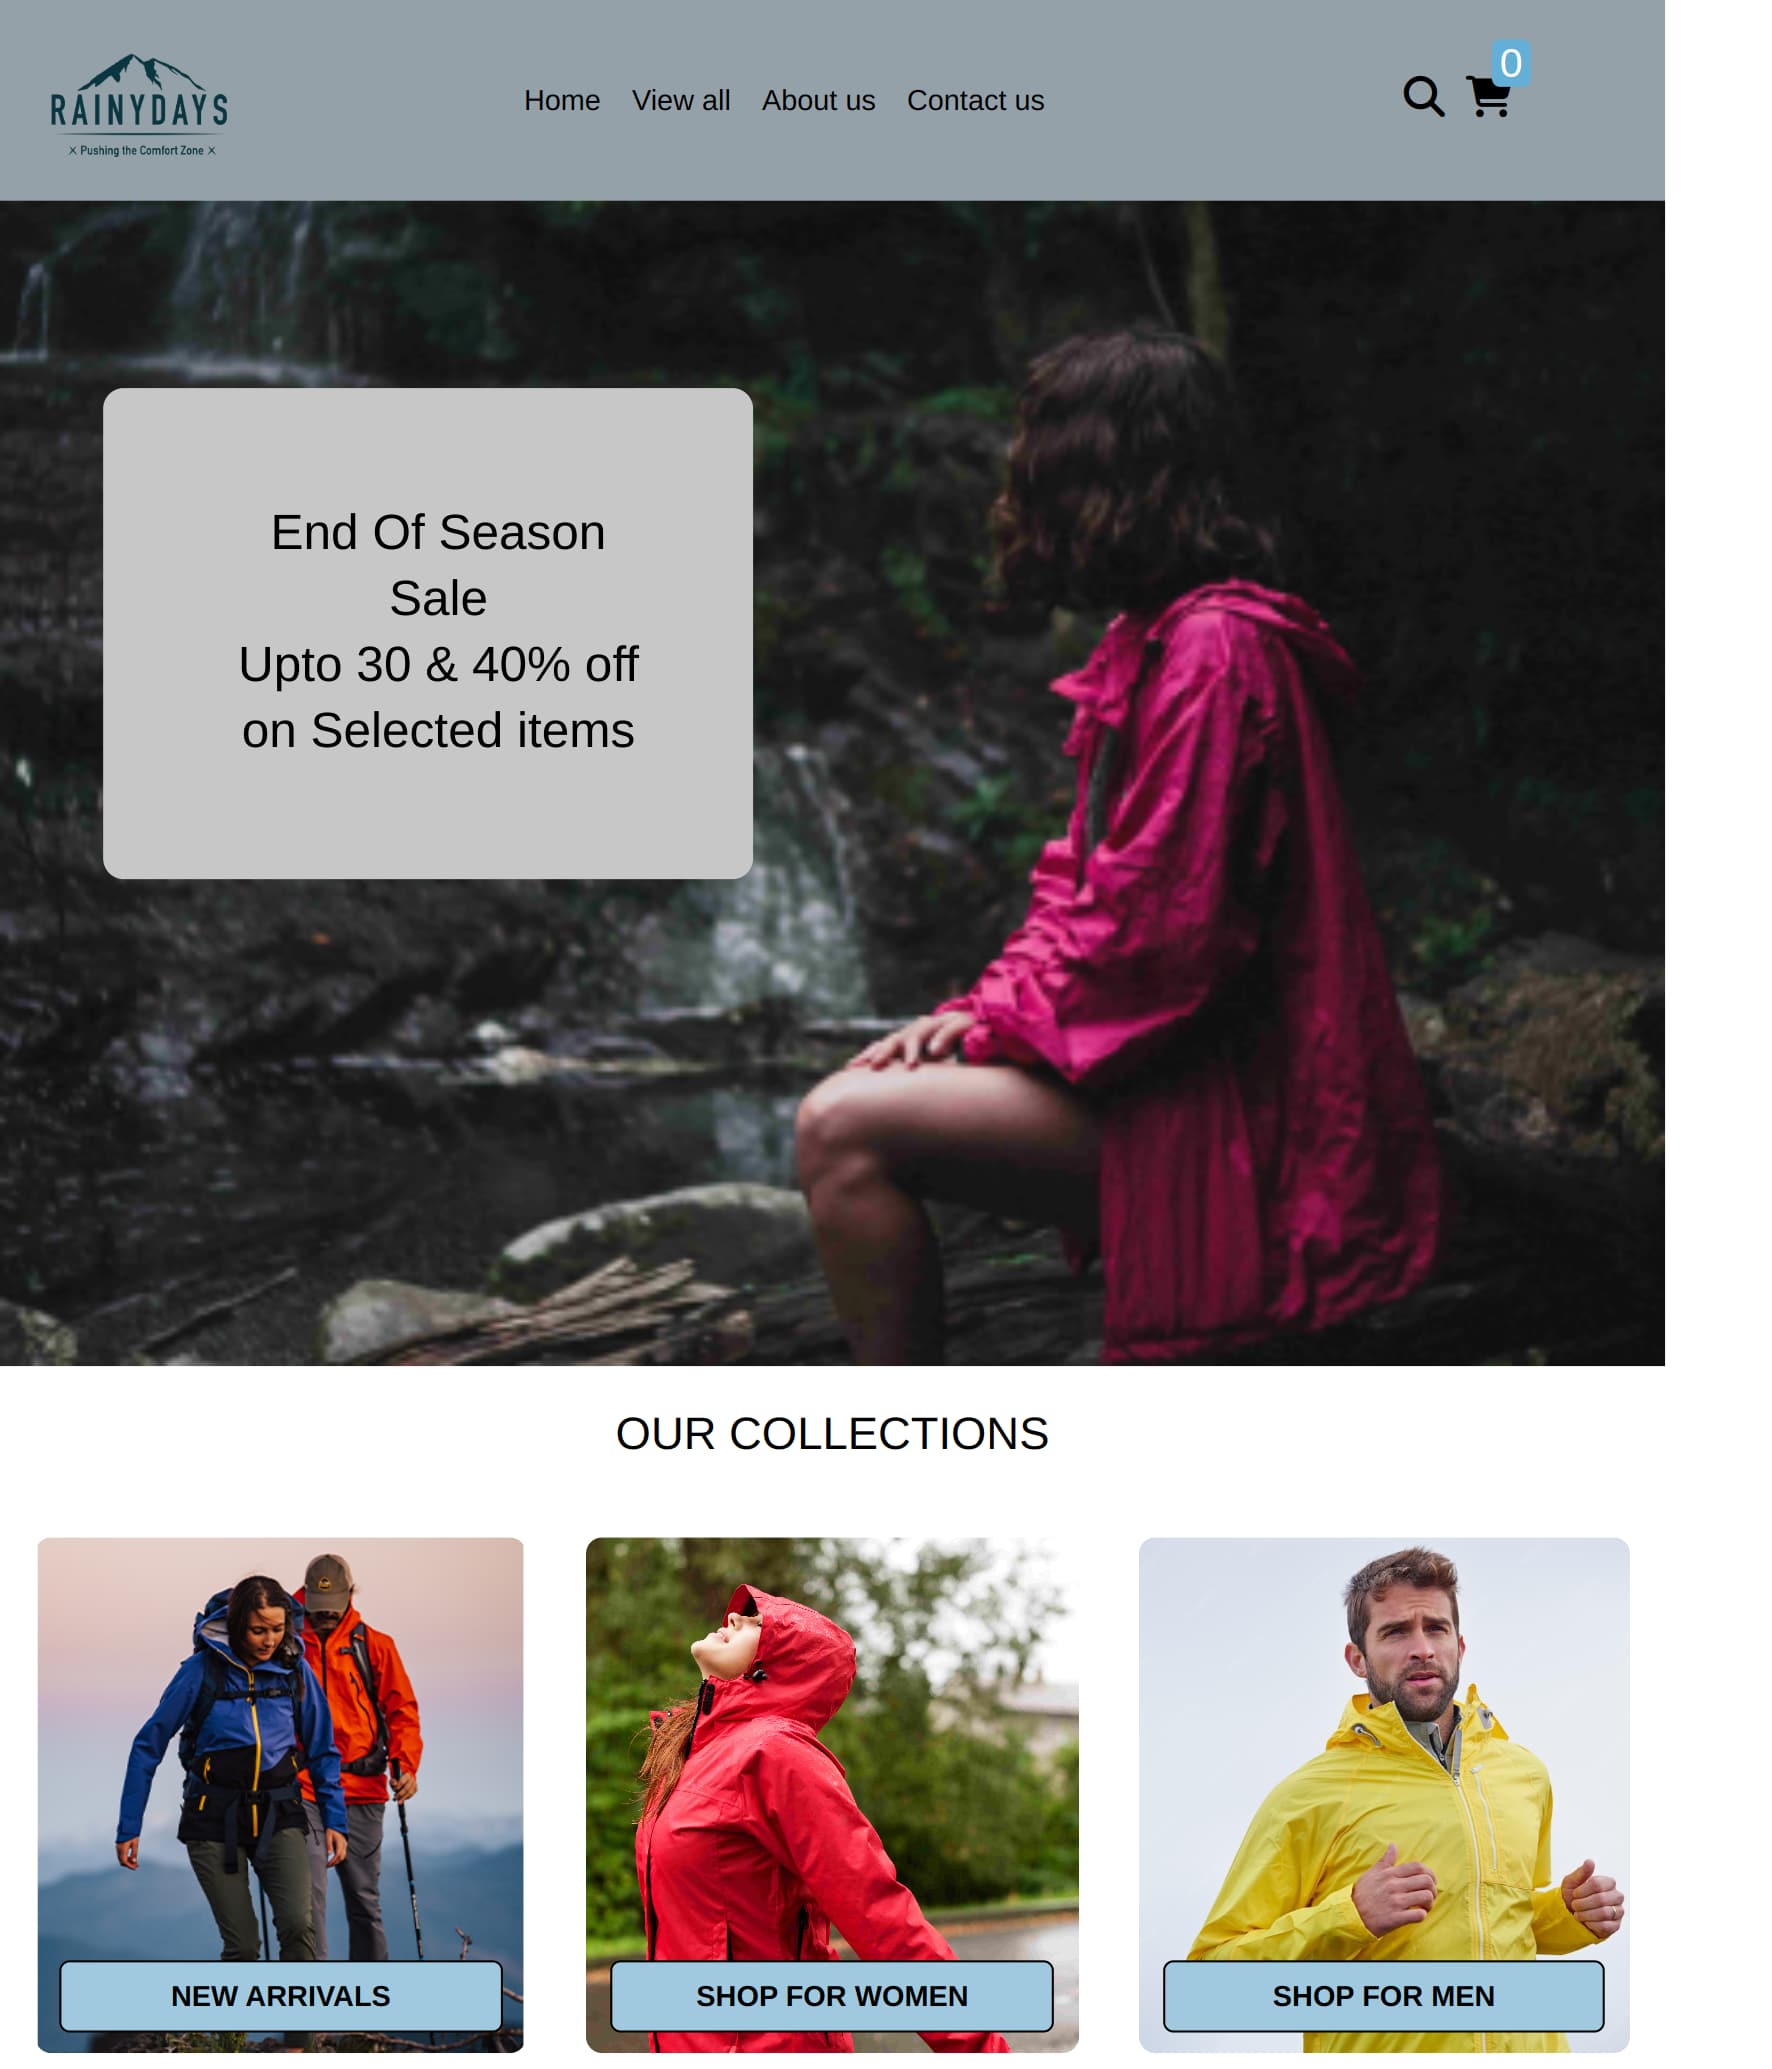 RAINYDAYS
Pushing the Comfort Zone
Home View all About us Contact us
0
End Of Season
Sale
Upto 30 & 40% off
on Selected items
OUR COLLECTIONS
NEW ARRIVALS
SHOP FOR WOMEN
SHOP FOR MEN